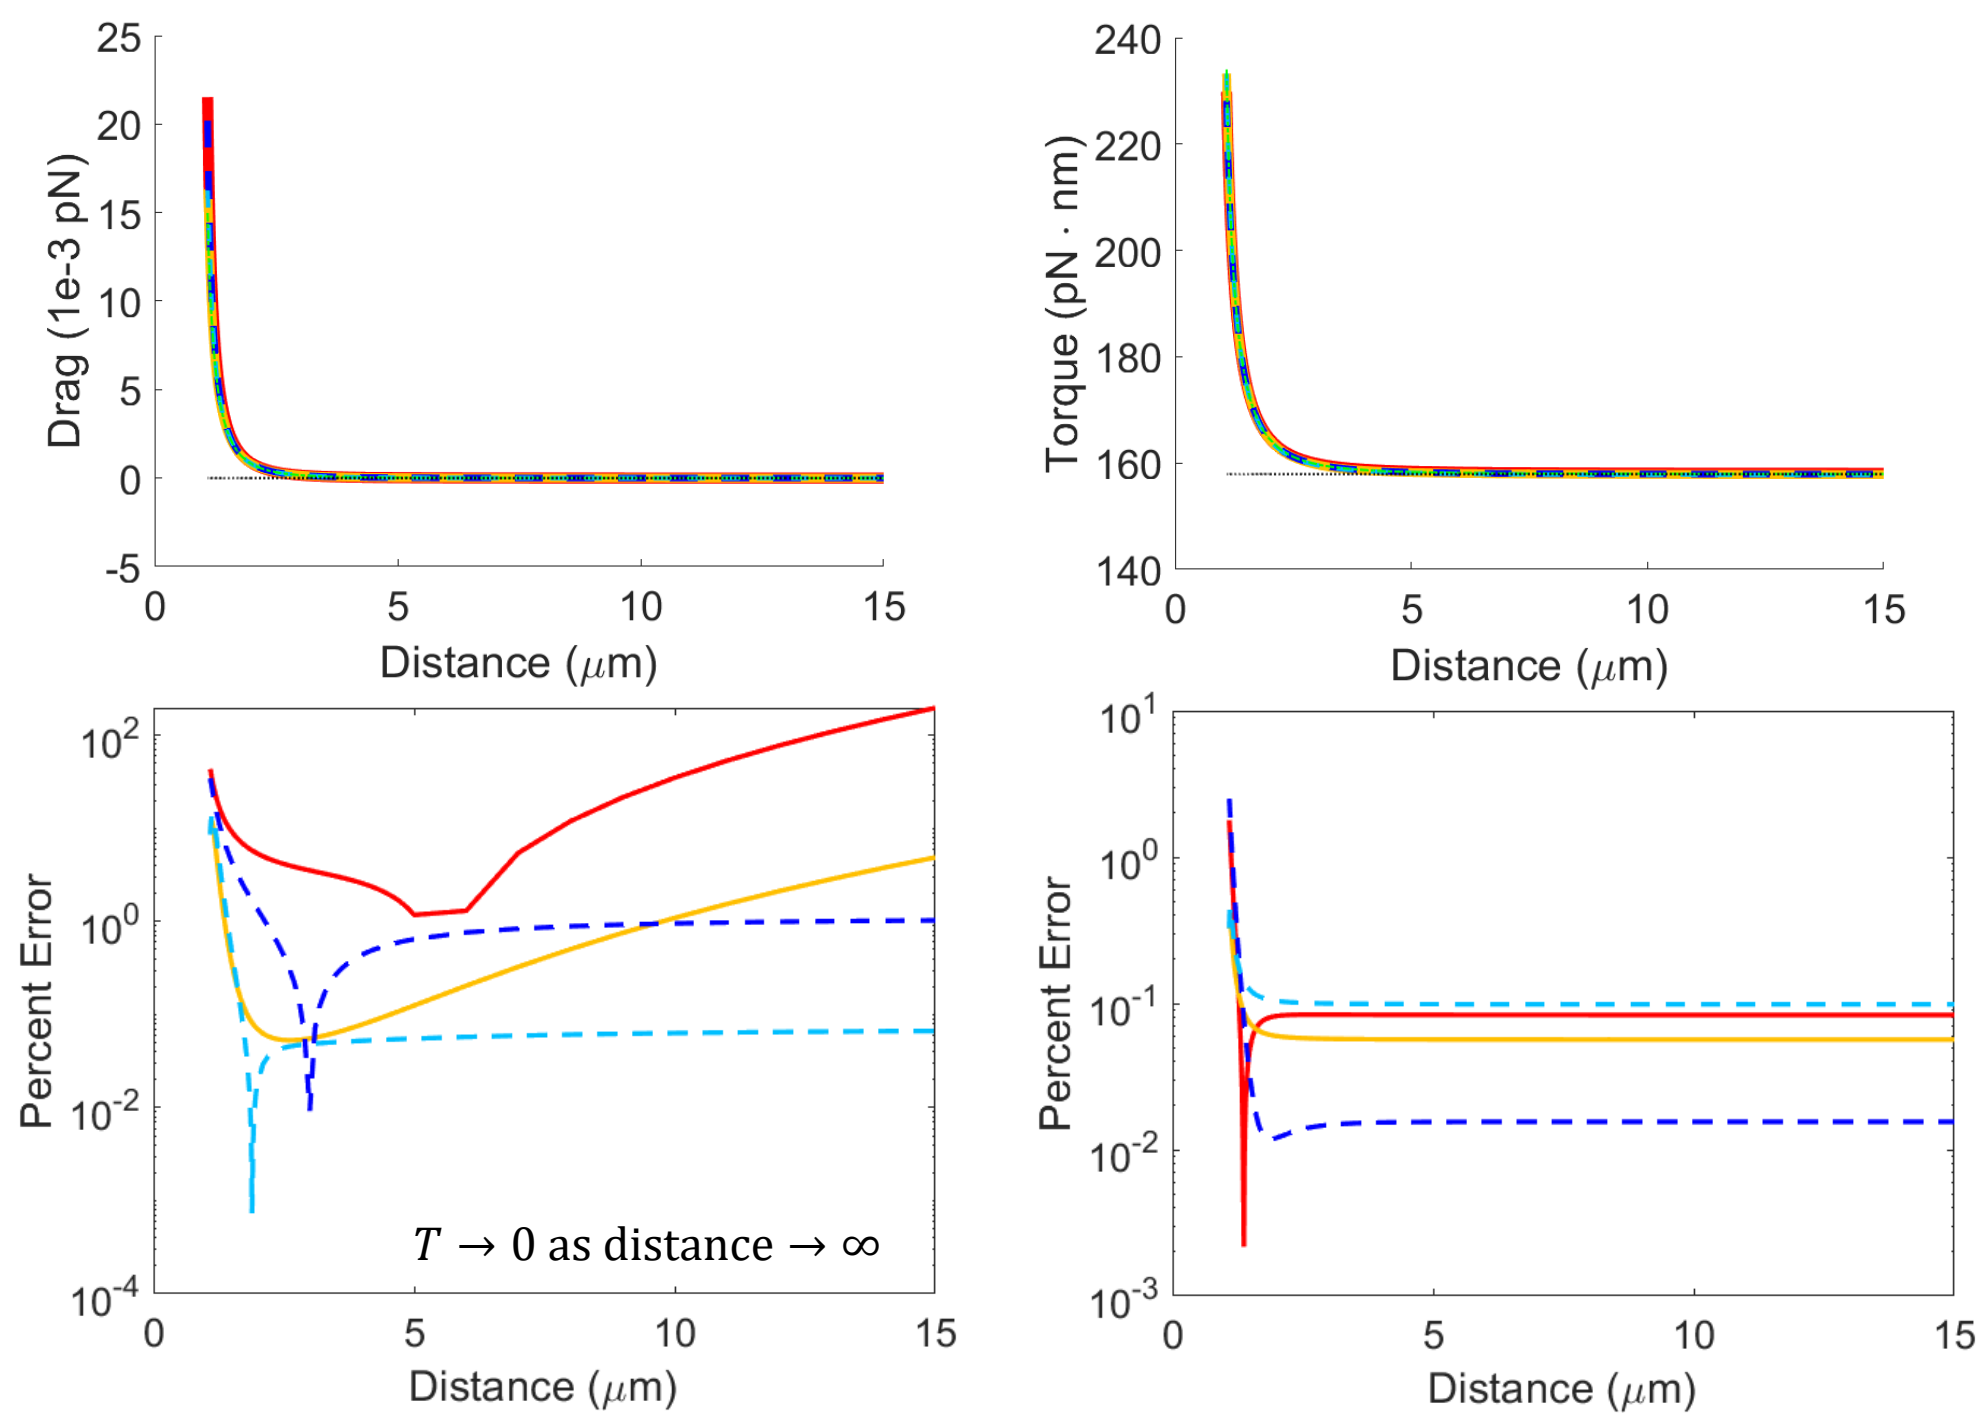 25
20
15
10
5
0
-5
Drag (1e-3 pN)
0 5 10 15
Distance (μm)
240
220
200
180
160
140
Torque (pN · nm)
0 5 10 15
Distance (μm)
10^2
10^0
10^-2
10^-4
Percent Error
T → 0 as distance → ∞
0 5 10 15
Distance (μm)
10^1
10^0
10^-1
10^-2
10^-3
Percent Error
0 5 10 15
Distance (μm)